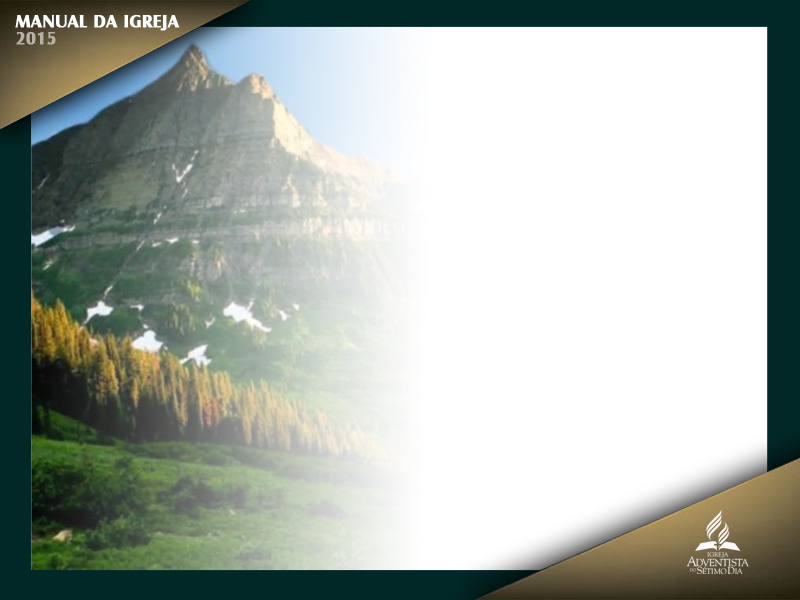 MANUAL DA IGREJA
2015
IGREJA
ADVENTISTA
DO SÉTIMO DIA